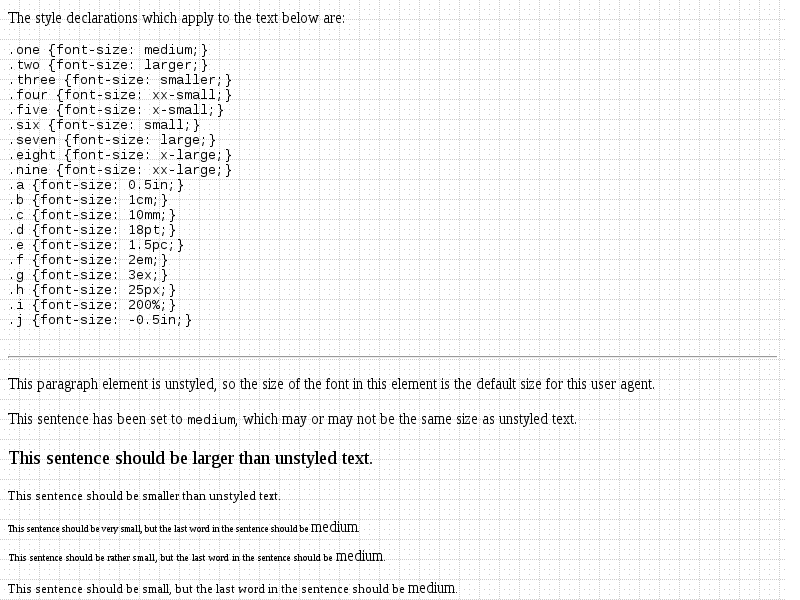 The style declarations which apply to the text below are:
.one {font-size: medium;}
.two {font-size: larger;}
.three {font-size: smaller;}
.four {font-size: xx-small;}
.five {font-size: x-small;}
.six {font-size: small;}
.seven {font-size: large;}
.eight {font-size: x-large;}
.nine {font-size: xx-large;}
.a {font-size: 0.5in;}
.b {font-size: 1cm;}
.c {font-size: 10mm;}
.d {font-size: 18pt;}
.e {font-size: 1.5pc;}
.f {font-size: 2em;}
.g {font-size: 3ex;}
.h {font-size: 25px;}
.i {font-size: 200%;}
.j {font-size: -0.5in;}
This paragraph element is unstyled, so the size of the font in this element is the default size for this user agent.
This sentence has been set to medium, which may or may not be the same size as unstyled text.
This sentence should be larger than unstyled text.
This sentence should be smaller than unstyled text.
This sentence should be very small, but the last word in the sentence should be medium.
This sentence should be rather small, but the last word in the sentence should be medium.
This sentence should be small, but the last word in the sentence should be medium.